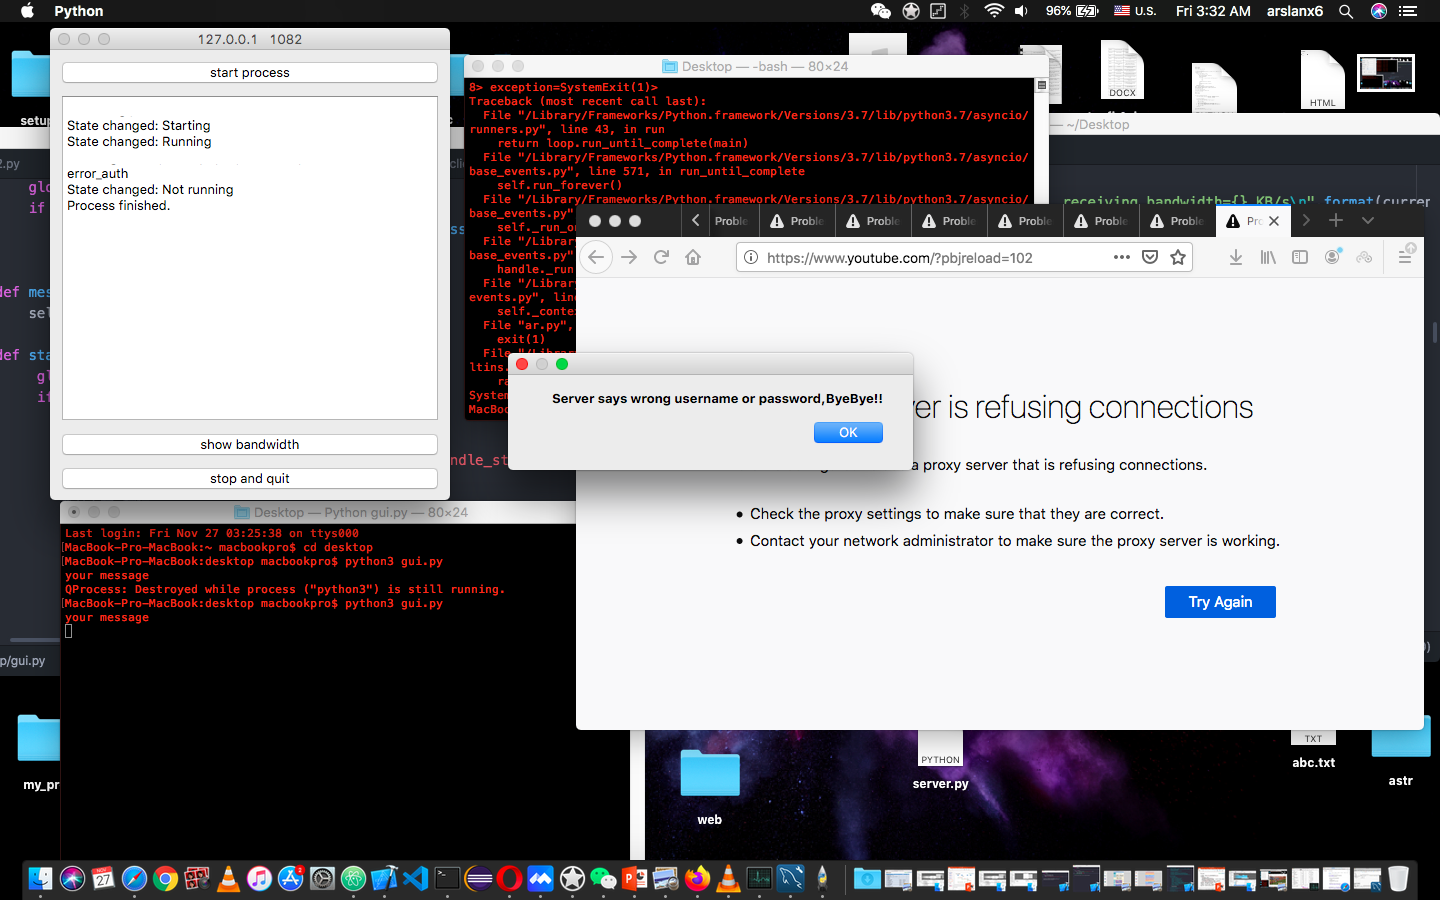 Python
96%
U.S.
Fri 3:32 AM
arslanx6
127.0.0.1 1082
start process
State changed: Starting
State changed: Running
error_auth
State changed: Not running
Process finished.
show bandwidth
stop and quit
Desktop — -bash — 80×24
8> exception=SystemExit(1)>
Traceback (most recent call last):
File "/Library/Frameworks/Python.framework/Versions/3.7/lib/python3.7/asyncio/
runners.py", line 43, in run
return loop.run_until_complete(main)
File "/Library/Frameworks/Python.framework/Versions/3.7/lib/python3.7/asyncio/
base_events.py", line 571, in run_until_complete
self.run_forever()
File "/Library/Frameworks/Python.framework/Versions/3.7/lib/python3.7/asyncio/
base_events.py"
self._run_on
File "/Li
base_events.py"
handle._run
File "/Library
events.py", line
self._contex
File "ar.py",
exit(1)
File "/Libra
ltins.
ra
System
MacBoo
— ~/Desktop
receiving bandwidth={} KB/s\n".format(curren
2.py
glo
if
def mes
sel
def sta
gl
if
ndle_st
p/gui.py
Proble
Proble
Proble
Proble
Proble
Proble
Proble
Pr
https://www.youtube.com/?pbjreload=102
er is refusing connections
a proxy server that is refusing connections.
Check the proxy settings to make sure that they are correct.
Contact your network administrator to make sure the proxy server is working.
Try Again
Server says wrong username or password,ByeBye!!
OK
Desktop — Python gui.py — 80×24
Last login: Fri Nov 27 03:25:38 on ttys000
[MacBook-Pro-MacBook:~ macbookpro$ cd desktop
[MacBook-Pro-MacBook:desktop macbookpro$ python3 gui.py
your message
QProcess: Destroyed while process ("python3") is still running.
[MacBook-Pro-MacBook:desktop macbookpro$ python3 gui.py
your message
setup
DOCX
HTML
my_pr
web
PYTHON
server.py
TXT
abc.txt
astr
NOV
27